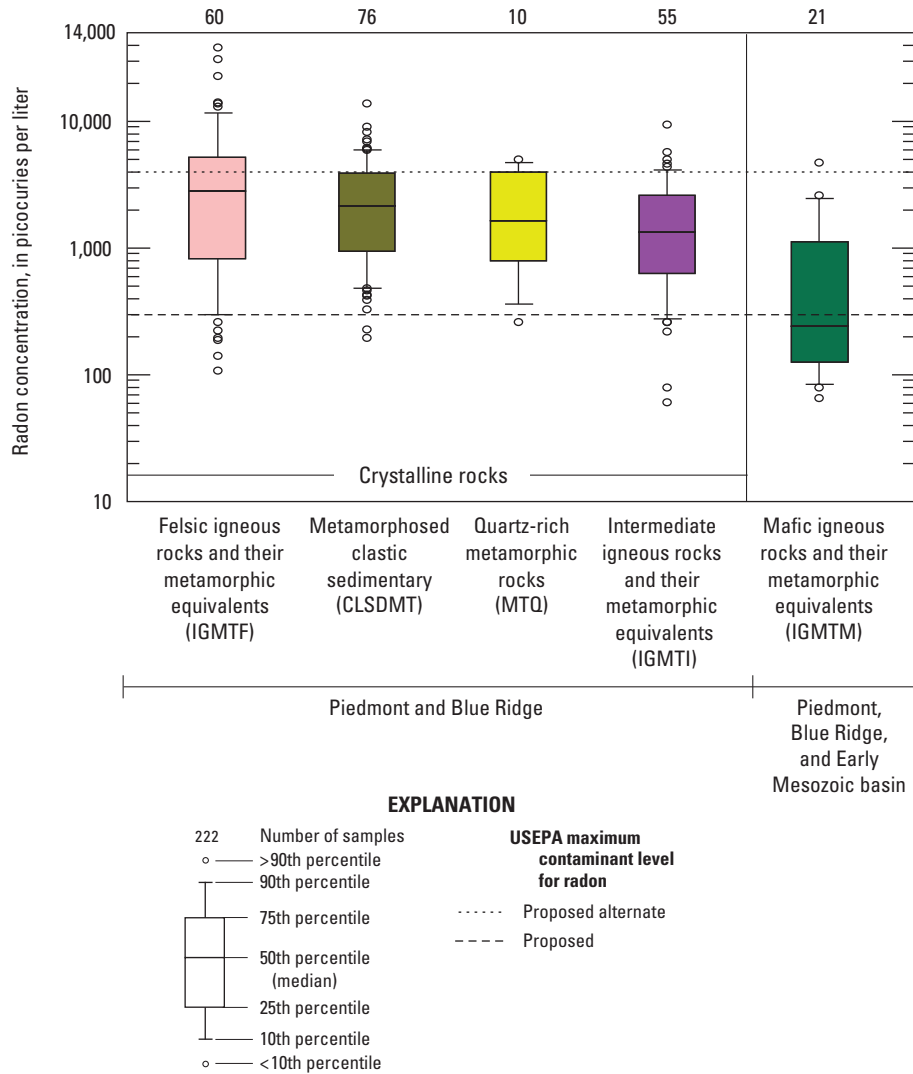 60 76 10 55 21
14,000
10,000
1,000
100
10
Radon concentration, in picocuries per liter
Crystalline rocks
Felsic igneous
rocks and their
metamorphic
equivalents
(IGMTF)
Metamorphosed
clastic
sedimentary
(CLSDMT)
Quartz-rich
metamorphic
rocks
(MTQ)
Intermediate
igneous rocks
and their
metamorphic
equivalents
(IGMTI)
Mafic igneous
rocks and their
metamorphic
equivalents
(IGMTM)
Piedmont and Blue Ridge
Piedmont,
Blue Ridge,
and Early
Mesozoic basin
EXPLANATION
222 Number of samples
>90th percentile
90th percentile
75th percentile
50th percentile
(median)
25th percentile
10th percentile
<10th percentile
USEPA maximum
contaminant level
for radon
Proposed alternate
Proposed